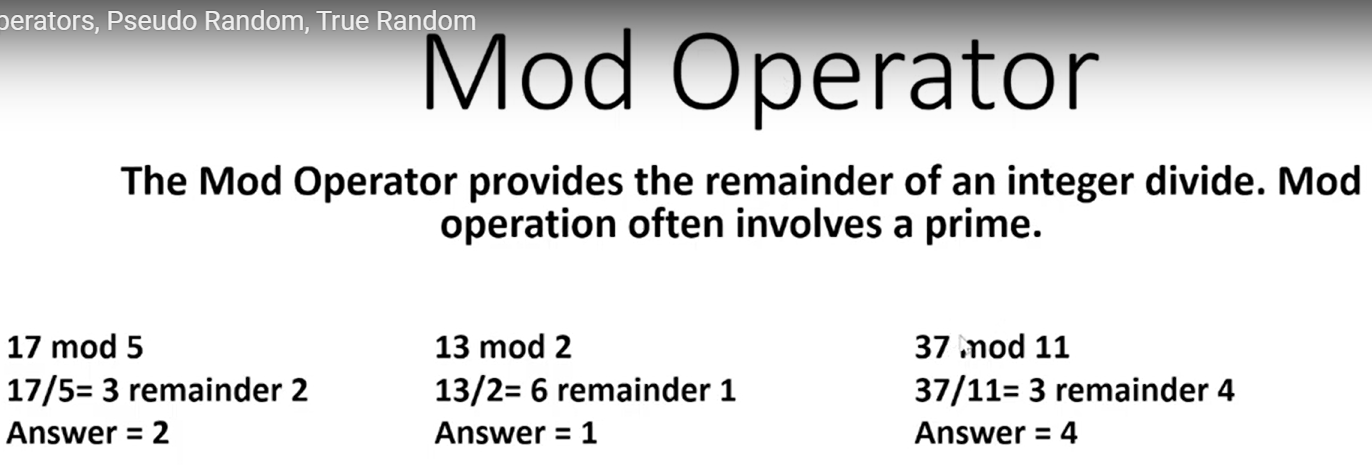 perators, Pseudo Random, True Random
Mod Operator
The Mod Operator provides the remainder of an integer divide. Mod
operation often involves a prime.
17 mod 5
17/5= 3 remainder 2
Answer = 2
13 mod 2
13/2= 6 remainder 1
Answer = 1
37 mod 11
37/11= 3 remainder 4
Answer = 4